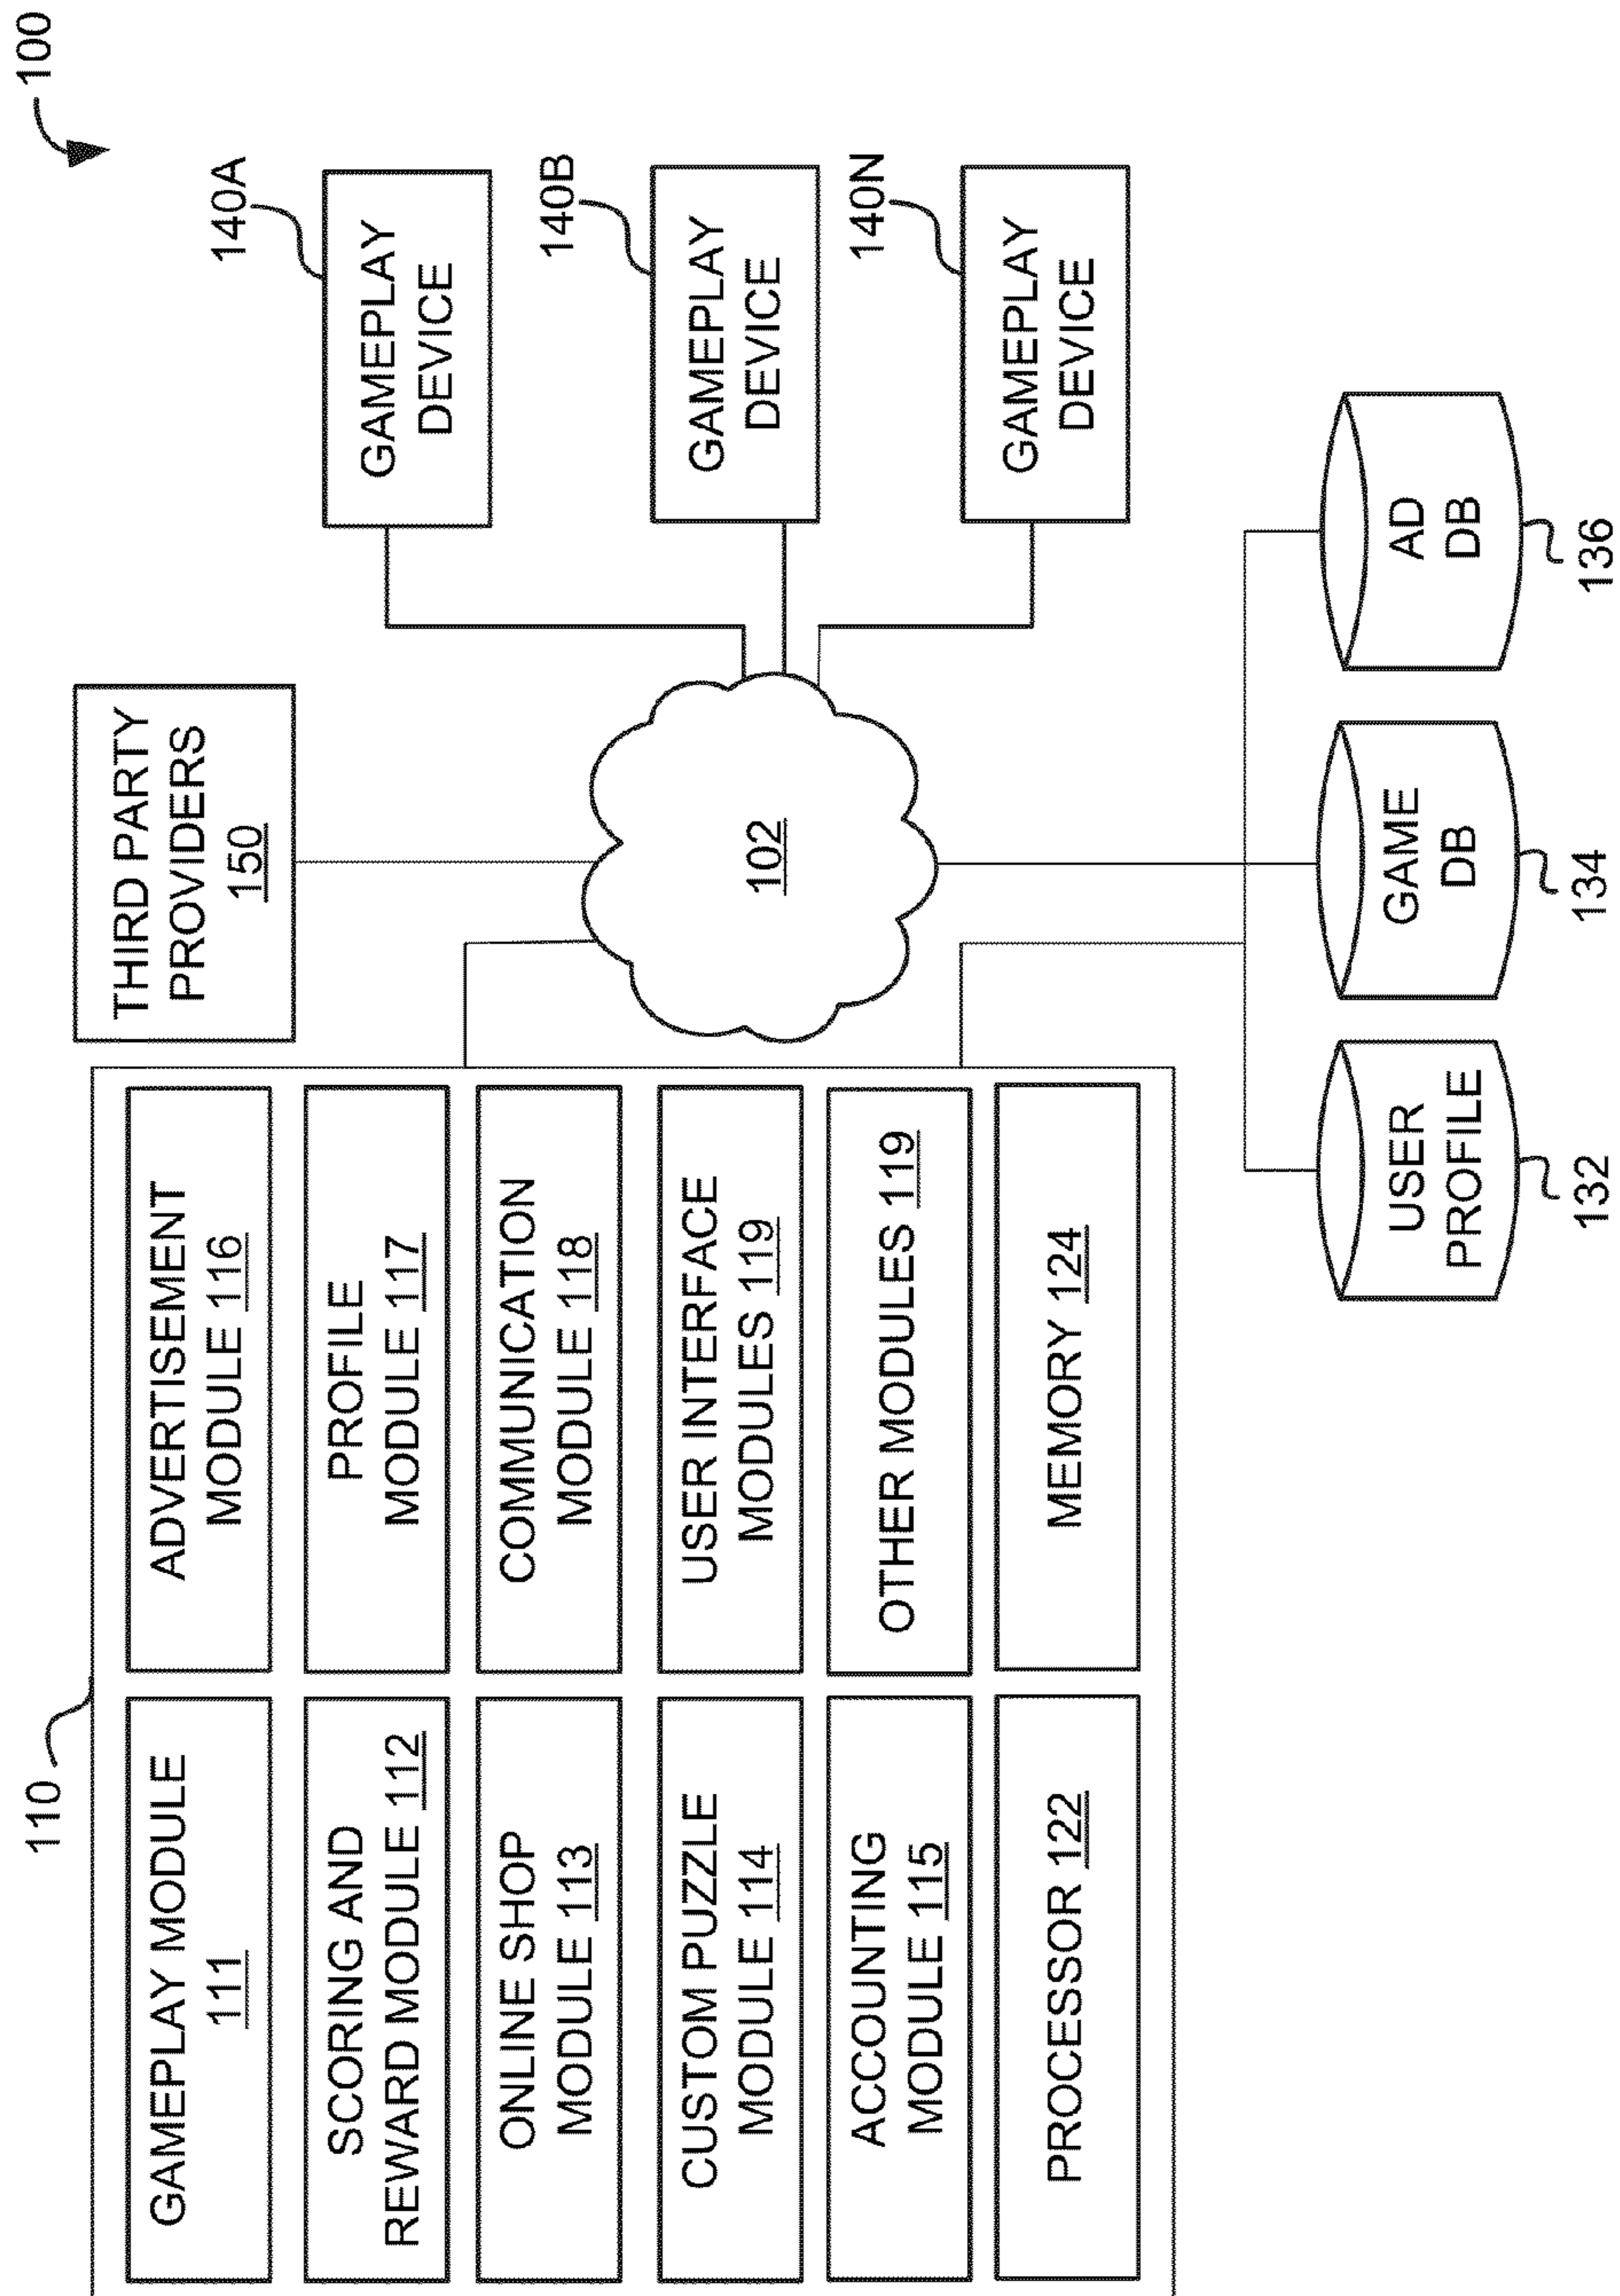 100
110
GAMEPLAY MODULE
111
ADVERTISEMENT
MODULE 116
SCORING AND
REWARD MODULE 112
PROFILE
MODULE 117
ONLINE SHOP
MODULE 113
COMMUNICATION
MODULE 118
CUSTOM PUZZLE
MODULE 114
USER INTERFACE
MODULES 119
ACCOUNTING
MODULE 115
OTHER MODULES 119
PROCESSOR 122
MEMORY 124
THIRD PARTY
PROVIDERS
150
102
140A
GAMEPLAY
DEVICE
140B
GAMEPLAY
DEVICE
140N
GAMEPLAY
DEVICE
USER
PROFILE
132
GAME
DB
134
AD
DB
136